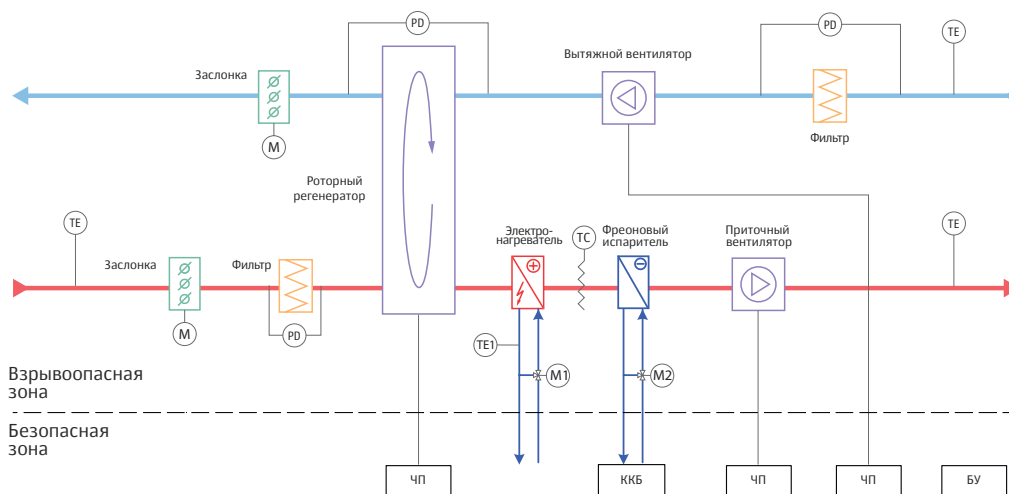 PD
PD
TE
Заслонка
Вытяжной вентилятор
M
Фильтр
Роторный
регенератор
TE
Заслонка
Фильтр
Электро-
нагреватель
TC
Фреоновый
испаритель
Приточный
вентилятор
TE
M
PD
TE1
M1
M2
Взрывоопасная
зона
Безопасная
зона
ЧП
ККБ
ЧП
ЧП
БУ